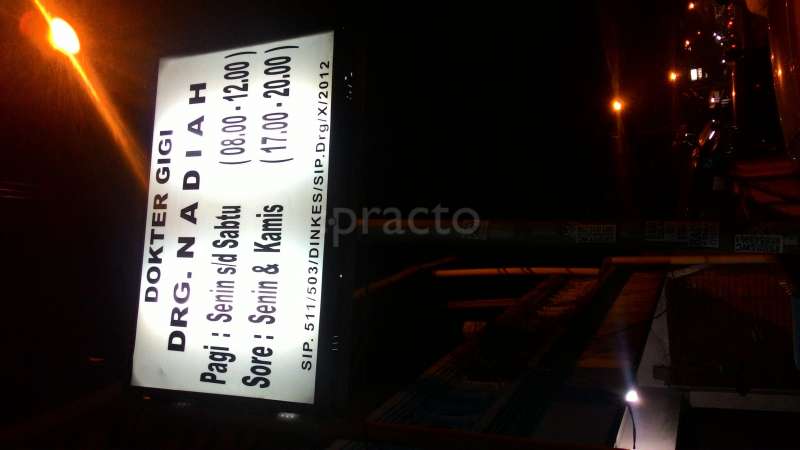 DOKTER GIGI
DRG. N A D I A H
Pagi : Senin s/d Sabtu ( 08.00 - 12.00 )
Sore : Senin & Kamis ( 17.00 - 20.00 )
SIP. 511/503/DINKES/SIP.Drg/X/2012
practo